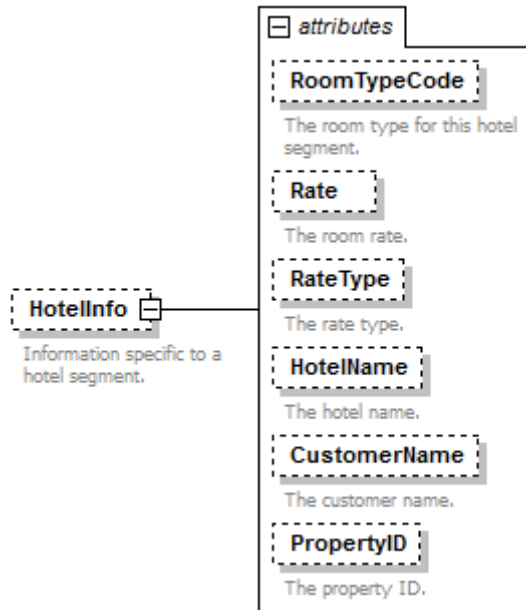 attributes
RoomTypeCode
The room type for this hotel
segment.
Rate
The room rate.
RateType
The rate type.
HotelInfo
Information specific to a
hotel segment.
HotelName
The hotel name.
CustomerName
The customer name.
PropertyID
The property ID.